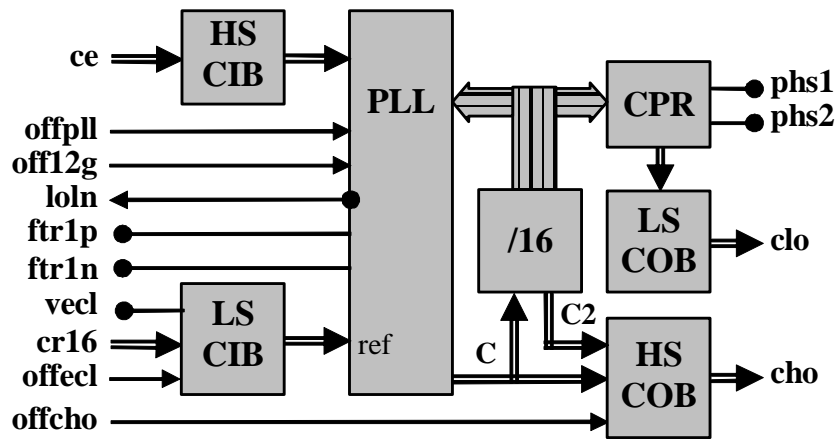 ce
HS
CIB
PLL
CPR
phs1
phs2
offpll
off12g
loln
ftr1p
ftr1n
vecl
cr16
offecl
offcho
LS
CIB
ref
/16
C
C2
LS
COB
clo
HS
COB
cho